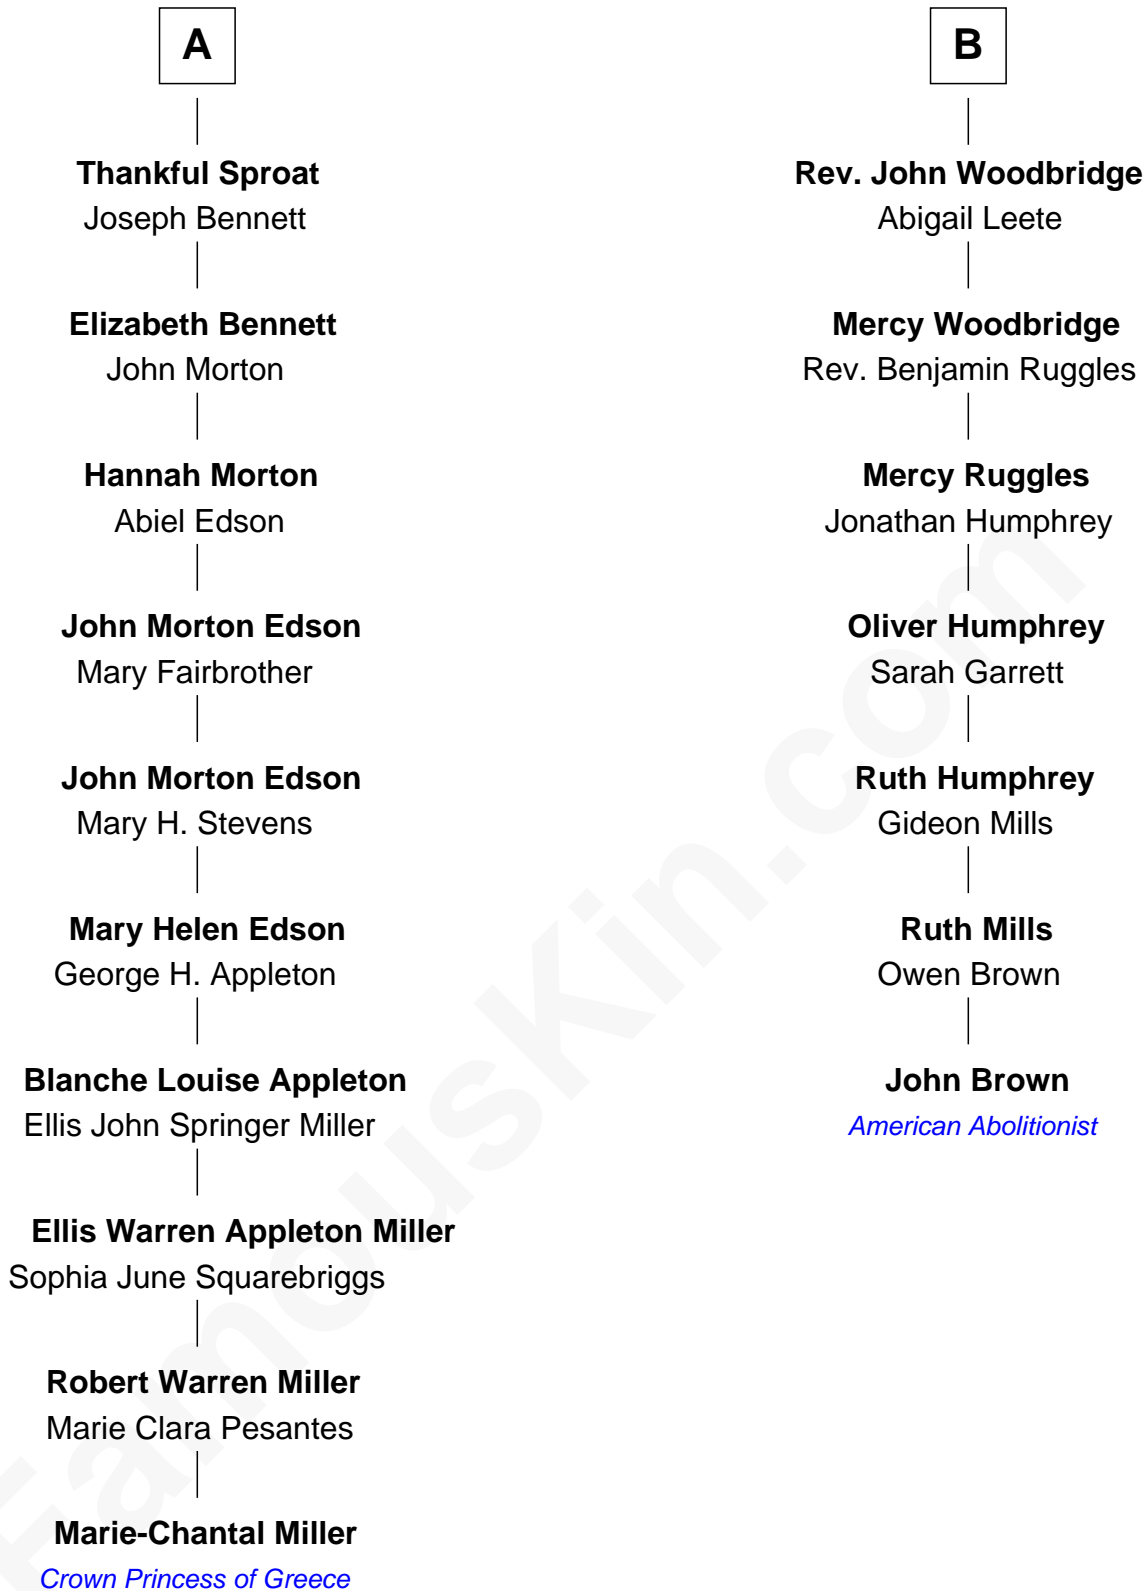 A
Thankful Sproat
Joseph Bennett
Elizabeth Bennett
John Morton
Hannah Morton
Abiel Edson
John Morton Edson
Mary Fairbrother
John Morton Edson
Mary H. Stevens
Mary Helen Edson
George H. Appleton
Blanche Louise Appleton
Ellis John Springer Miller
Ellis Warren Appleton Miller
Sophia June Squarebriggs
Robert Warren Miller
Marie Clara Pesantes
Marie-Chantal Miller
Crown Princess of Greece
B
Rev. John Woodbridge
Abigail Leete
Mercy Woodbridge
Rev. Benjamin Ruggles
Mercy Ruggles
Jonathan Humphrey
Oliver Humphrey
Sarah Garrett
Ruth Humphrey
Gideon Mills
Ruth Mills
Owen Brown
John Brown
American Abolitionist
FamousKin.com